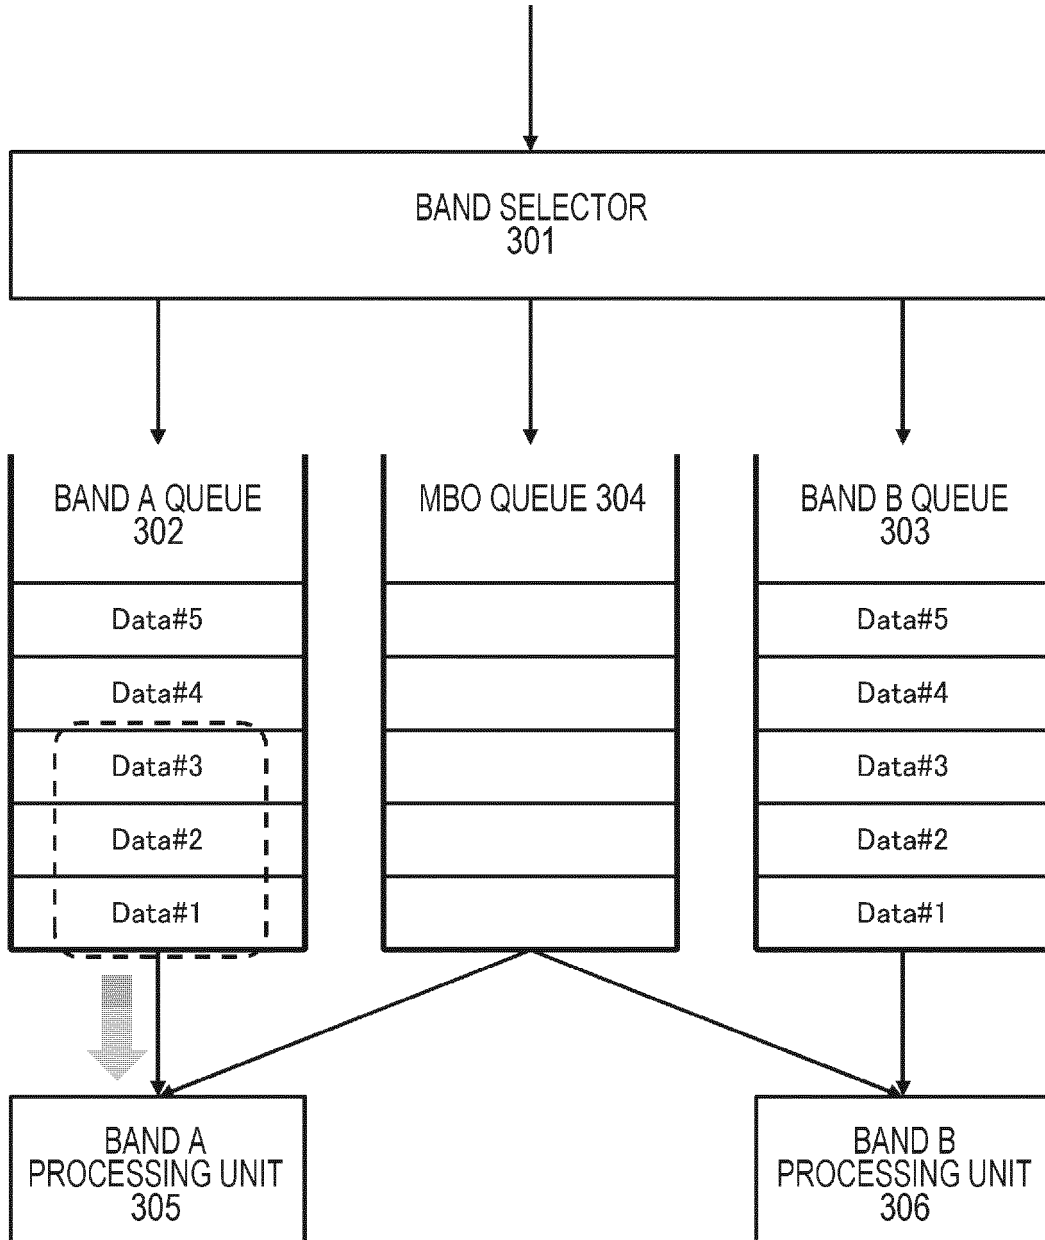 BAND SELECTOR
301
BAND A QUEUE
302
MBO QUEUE 304
BAND B QUEUE
303
Data#5
Data#5
Data#4
Data#4
Data#3
Data#3
Data#2
Data#2
Data#1
Data#1
BAND A
PROCESSING UNIT
305
BAND B
PROCESSING UNIT
306